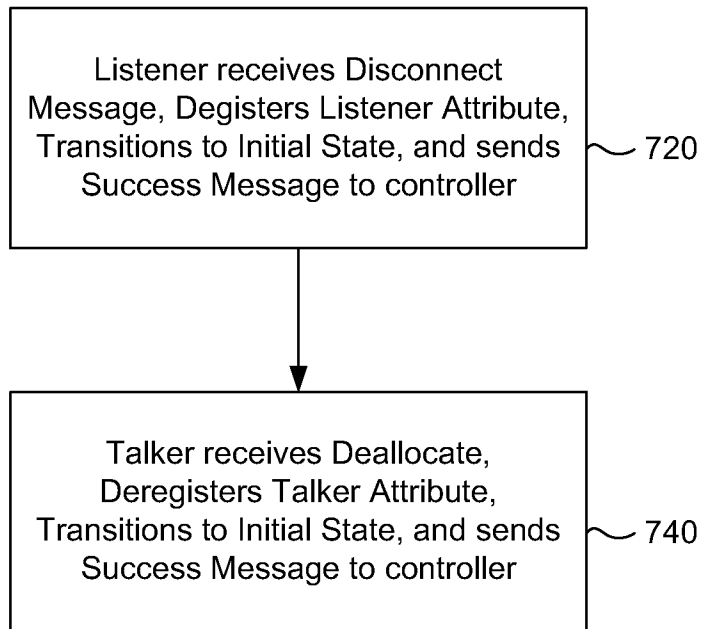 Listener receives Disconnect
Message, Degisters Listener Attribute,
Transitions to Initial State, and sends
Success Message to controller
720
Talker receives Deallocate,
Deregisters Talker Attribute,
Transitions to Initial State, and sends
Success Message to controller
740